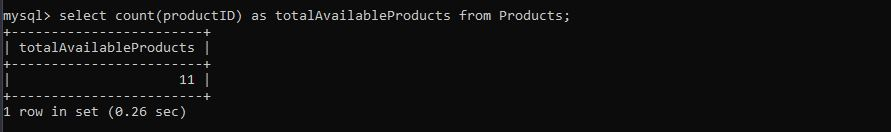 mysql> select count(productID) as totalAvailableProducts from Products;
+------------------------+
| totalAvailableProducts |
+------------------------+
|                     11 |
+------------------------+
1 row in set (0.26 sec)